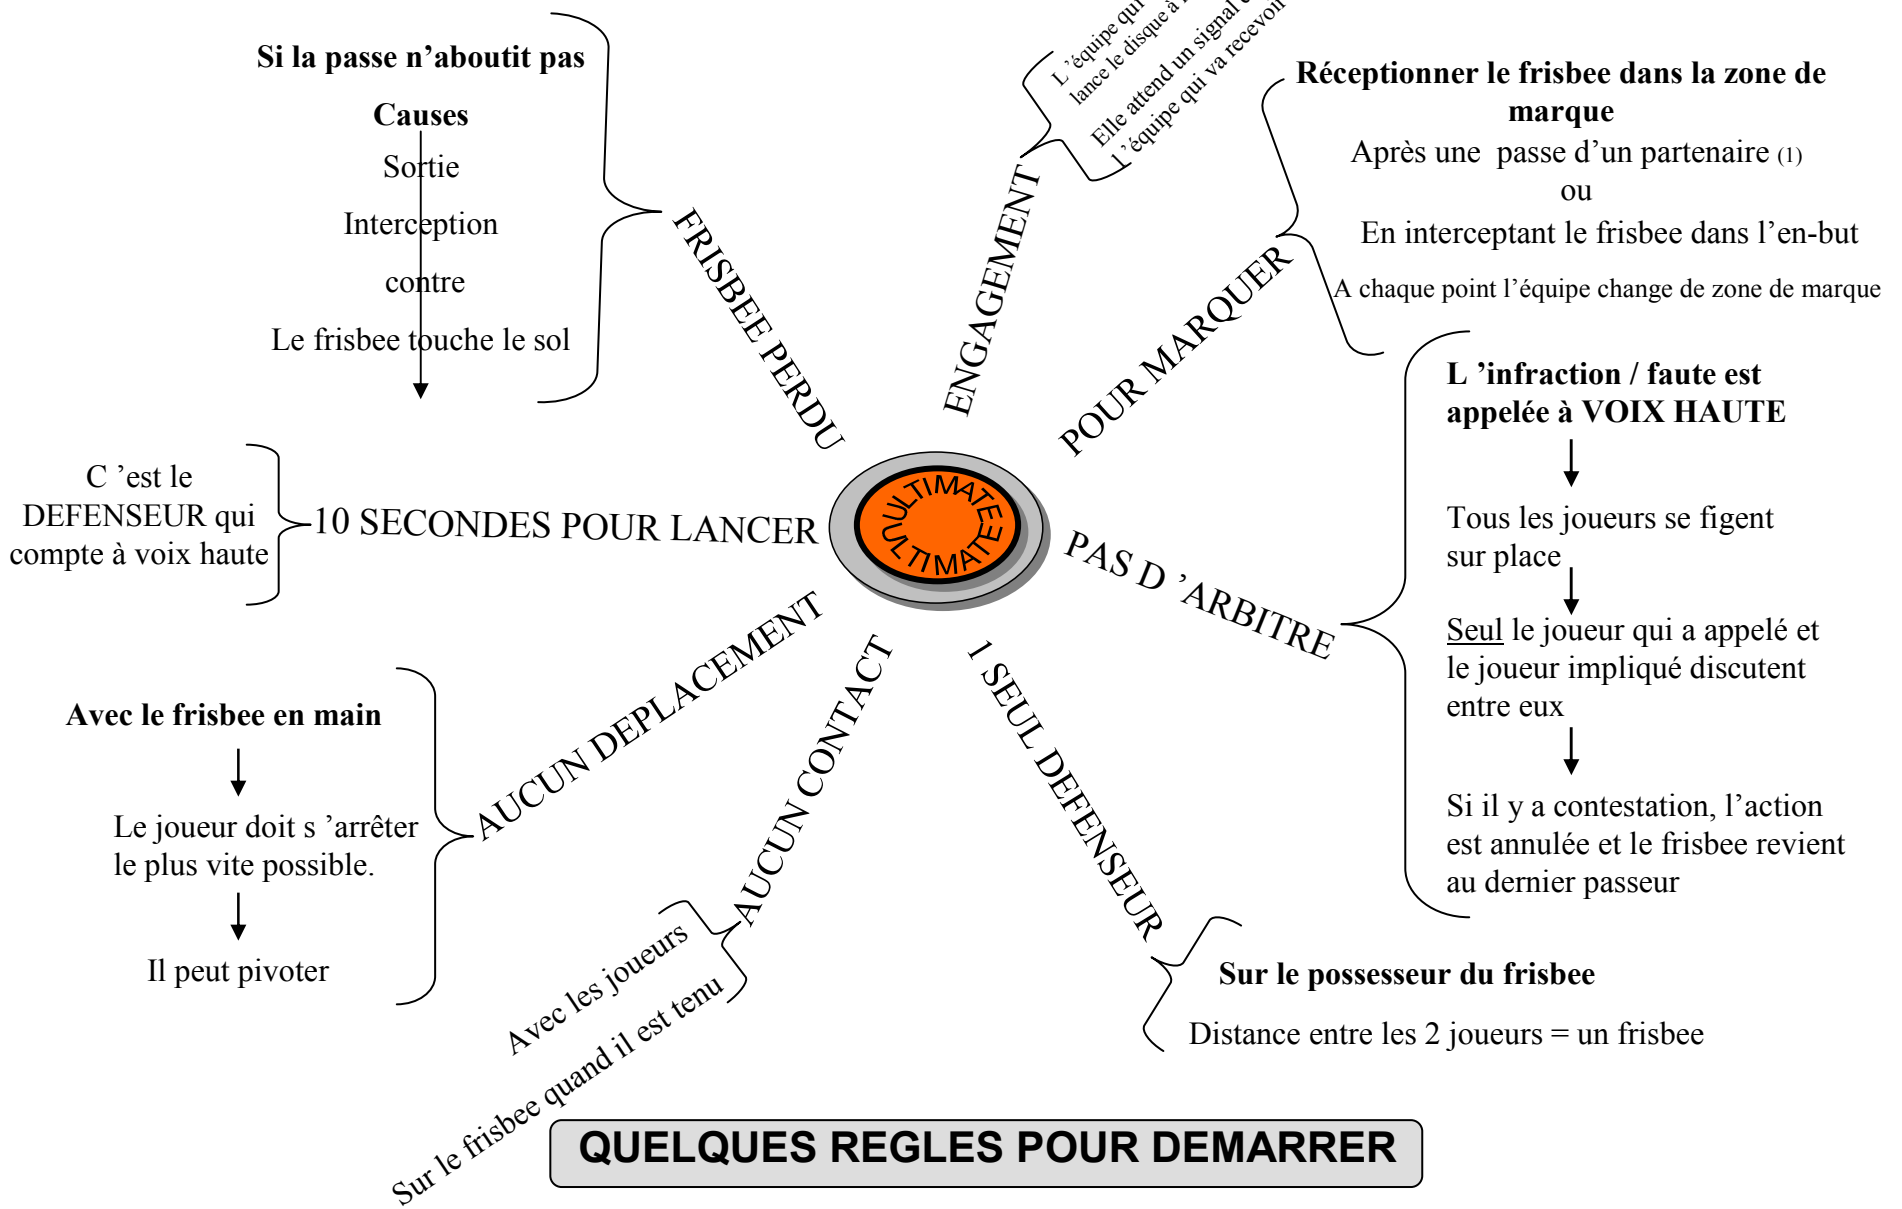 Si la passe n’aboutit pas
Causes
Sortie
Interception
contre
Le frisbee touche le sol
FRISBEE PERDU
L ’équipe qui
lance le disque à
Elle attend un signal
l’équipe qui va recevoir
ENGAGEMENT
Réceptionner le frisbee dans la zone de
marque
Après une passe d’un partenaire (1)
ou
En interceptant le frisbee dans l’en-but
A chaque point l’équipe change de zone de marque
POUR MARQUER
L ’infraction / faute est
appelée à VOIX HAUTE
Tous les joueurs se figent
sur place
Seul le joueur qui a appelé et
le joueur impliqué discutent
entre eux
Si il y a contestation, l’action
est annulée et le frisbee revient
au dernier passeur
PAS D ’ARBITRE
C ’est le
DEFENSEUR qui
compte à voix haute
10 SECONDES POUR LANCER
ULTIMATE
ULTIMATE
Avec le frisbee en main
Le joueur doit s ’arrêter
le plus vite possible.
Il peut pivoter
AUCUN DEPLACEMENT
AUCUN CONTACT
Avec les joueurs
Sur le frisbee quand il est tenu
1 SEUL DEFENSEUR
Sur le possesseur du frisbee
Distance entre les 2 joueurs = un frisbee
QUELQUES REGLES POUR DEMARRER